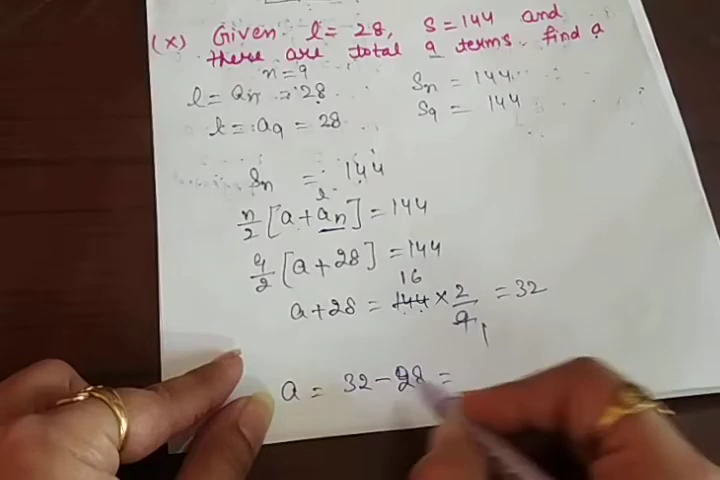 (x) Given l = 28, S = 144 and
there are total 9 terms. find a
n = 9
l = an = 28
Sn = 144
l = a9 = 28
S9 = 144
Sn = 144
l
n/2 [a + an] = 144
9/2 [a + 28] = 144
16
a + 28 = 144 × 2/9 = 32
1
a = 32 - 28 =